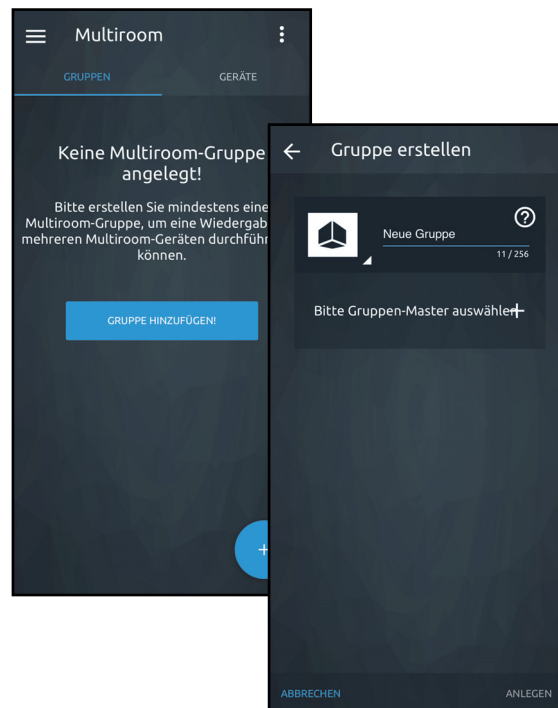 Multiroom
GRUPPEN
GERÄTE
Keine Multiroom-Gruppe
angelegt!
Bitte erstellen Sie mindestens eine
Multiroom-Gruppe, um eine Wiedergab
mehreren Multiroom-Geräten durchführ
können.
GRUPPE HINZUFÜGEN!
Gruppe erstellen
Neue Gruppe
11 / 256
Bitte Gruppen-Master auswählen
ABBRECHEN
ANLEGEN